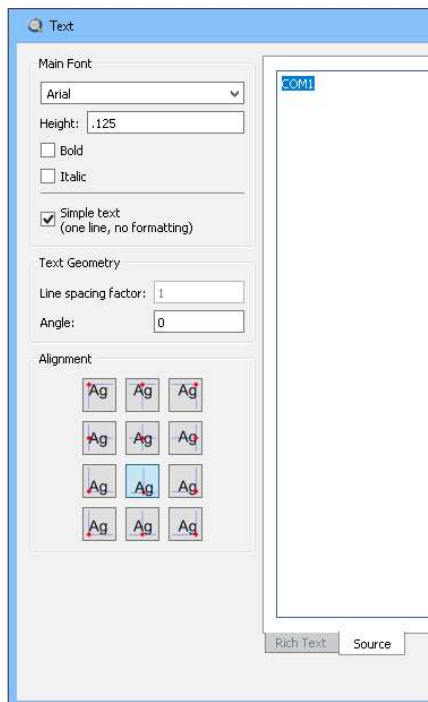 Text
Main Font
Arial
Height: .125
Bold
Italic
Simple text
(one line, no formatting)
Text Geometry
Line spacing factor: 1
Angle: 0
Alignment
Ag Ag Ag
Ag Ag Ag
Ag Ag Ag
Ag Ag Ag
COM1
Rich Text Source